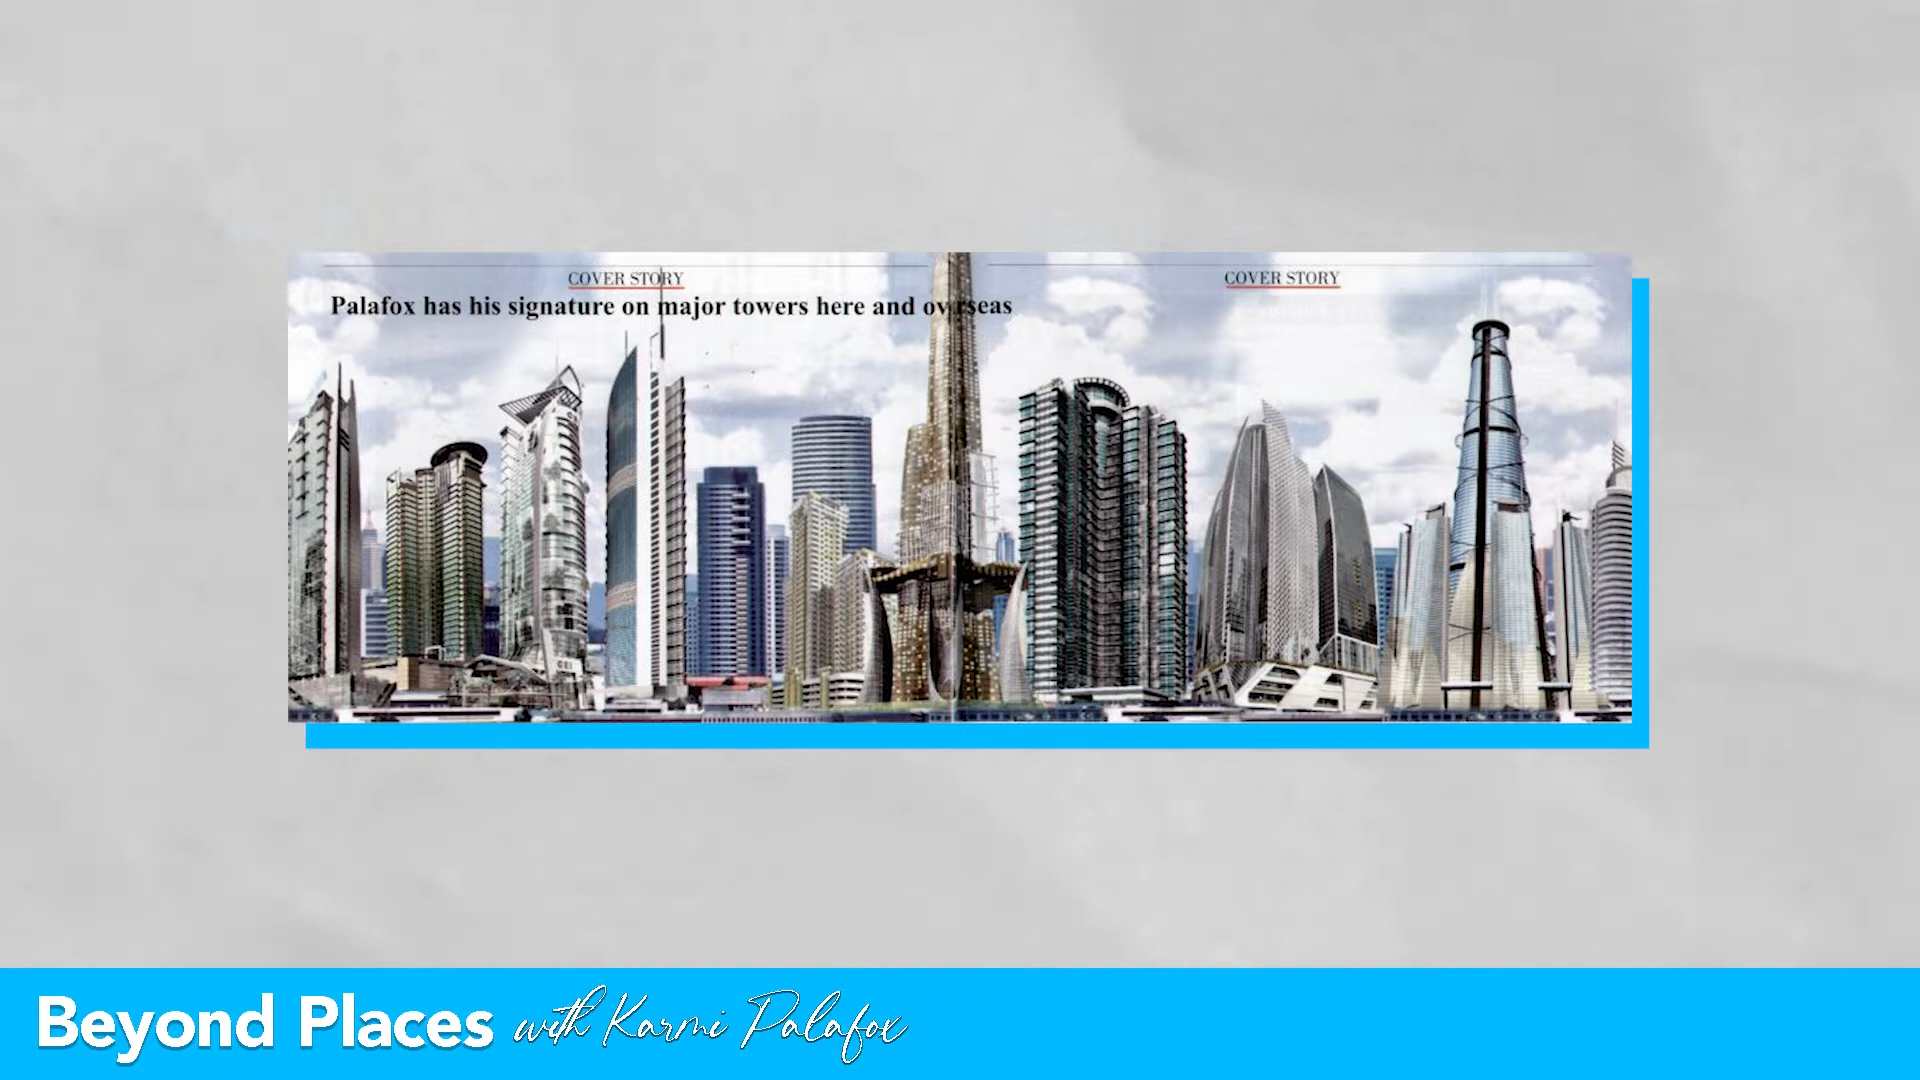 COVER STORY
COVER STORY
Palafox has his signature on major towers here and overseas
Beyond Places with Karmi Palafox